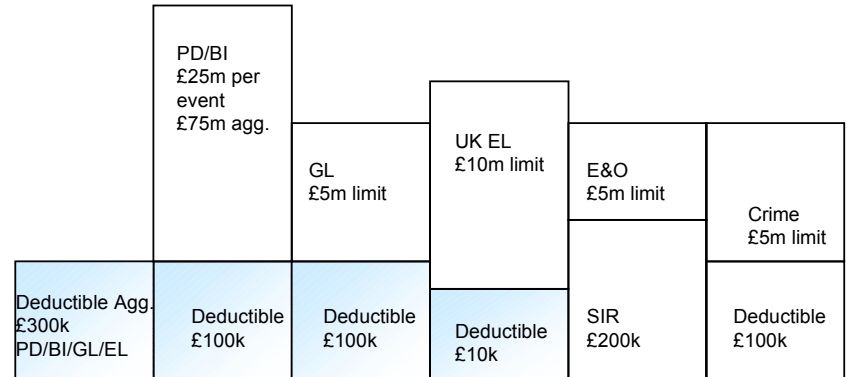 PD/BI
£25m per
event
£75m agg.
GL
£5m limit
UK EL
£10m limit
E&O
£5m limit
Crime
£5m limit
Deductible Agg.
£300k
PD/BI/GL/EL
Deductible
£100k
Deductible
£100k
Deductible
£10k
SIR
£200k
Deductible
£100k